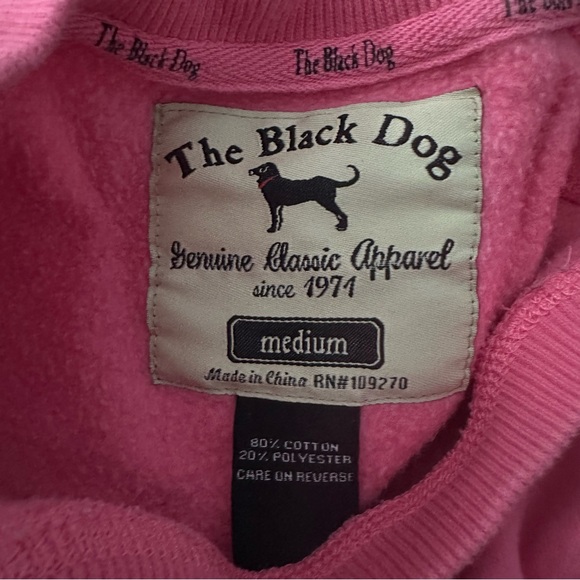 The Black Dog The Black Dog The Black Dog
The Black Dog
Genuine Classic Apparel
since 1971
medium
Made in China RN#109270
80% COTTON
20% POLYESTER
CARE ON REVERSE